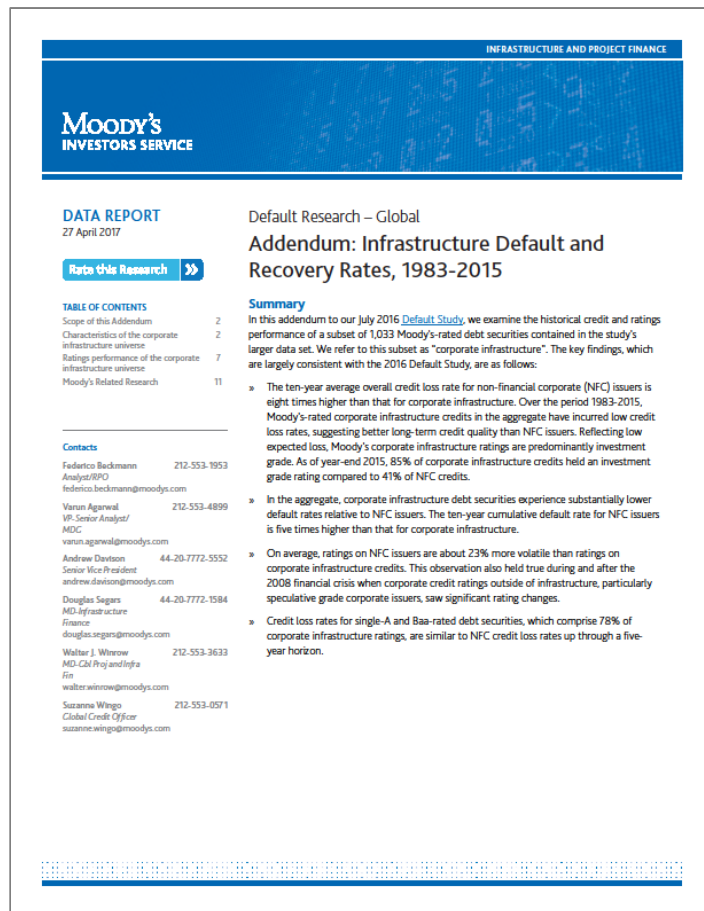 INFRASTRUCTURE AND PROJECT FINANCE
MOODY'S
INVESTORS SERVICE
DATA REPORT
27 April 2017
Rate this Research
TABLE OF CONTENTS
Scope of this Addendum 2
Characteristics of the corporate
infrastructure universe 2
Ratings performance of the corporate
infrastructure universe 7
Moody's Related Research 11
Contacts
Federico Beckmann 212-553-1953
Analyst/RPO
federico.beckmann@moodys.com
Varun Agarwal 212-553-4899
VP-Senior Analyst/
MDG
varun.agarwal@moodys.com
Andrew Davison 44-20-7772-5552
Senior Vice President
andrew.davison@moodys.com
Douglas Segars 44-20-7772-1584
MD-Infrastructure
Finance
douglas.segars@moodys.com
Walter J. Winrow 212-553-3633
MD-Gbl Proj and Infra
Fin
walter.winrow@moodys.com
Suzanne Wingo 212-553-0571
Global Credit Officer
suzanne.wingo@moodys.com
Default Research – Global
Addendum: Infrastructure Default and
Recovery Rates, 1983-2015
Summary
In this addendum to our July 2016 Default Study, we examine the historical credit and ratings
performance of a subset of 1,033 Moody's-rated debt securities contained in the study's
larger data set. We refer to this subset as "corporate infrastructure". The key findings, which
are largely consistent with the 2016 Default Study, are as follows:
» The ten-year average overall credit loss rate for non-financial corporate (NFC) issuers is
eight times higher than that for corporate infrastructure. Over the period 1983-2015,
Moody's-rated corporate infrastructure credits in the aggregate have incurred low credit
loss rates, suggesting better long-term credit quality than NFC issuers. Reflecting low
expected loss, Moody's corporate infrastructure ratings are predominantly investment
grade. As of year-end 2015, 85% of corporate infrastructure credits held an investment
grade rating compared to 41% of NFC credits.
» In the aggregate, corporate infrastructure debt securities experience substantially lower
default rates relative to NFC issuers. The ten-year cumulative default rate for NFC issuers
is five times higher than that for corporate infrastructure.
» On average, ratings on NFC issuers are about 23% more volatile than ratings on
corporate infrastructure credits. This observation also held true during and after the
2008 financial crisis when corporate credit ratings outside of infrastructure, particularly
speculative grade corporate issuers, saw significant rating changes.
» Credit loss rates for single-A and Baa-rated debt securities, which comprise 78% of
corporate infrastructure ratings, are similar to NFC credit loss rates up through a five-
year horizon.